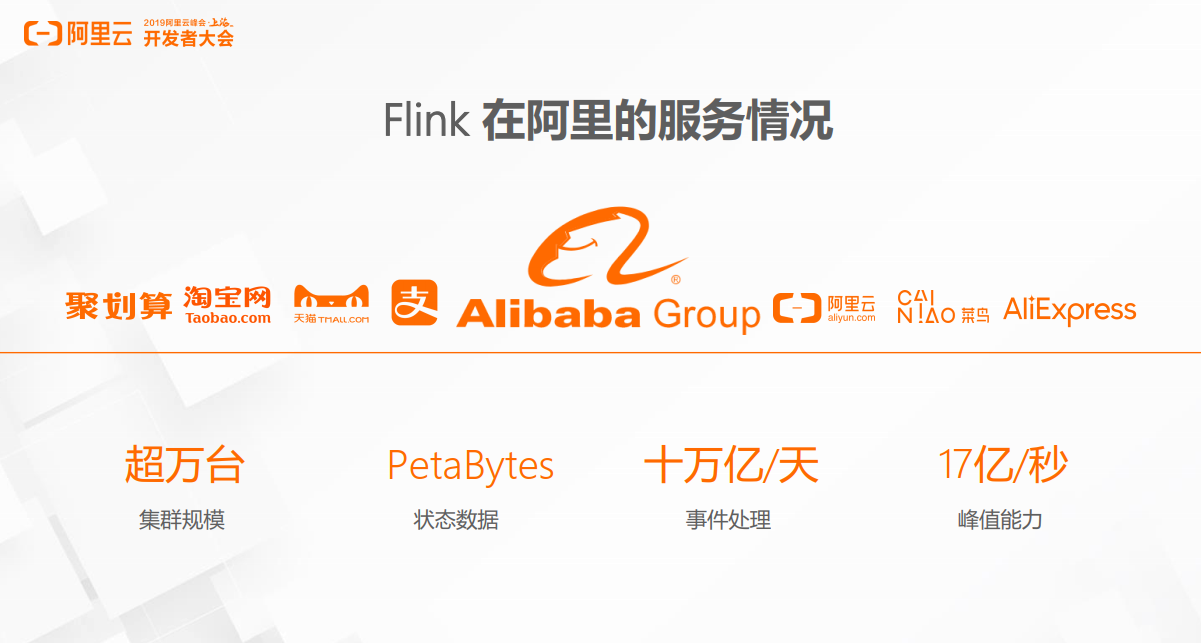 阿里云
2019阿里云峰会·上海
开发者大会
Flink 在阿里的服务情况
聚划算
淘宝网
Taobao.com
天猫 TMALL.COM
支
Alibaba Group
®
阿里云
aliyun.com
CAI
NIAO 菜鸟
AliExpress
超万台
PetaBytes
十万亿/天
17亿/秒
集群规模
状态数据
事件处理
峰值能力